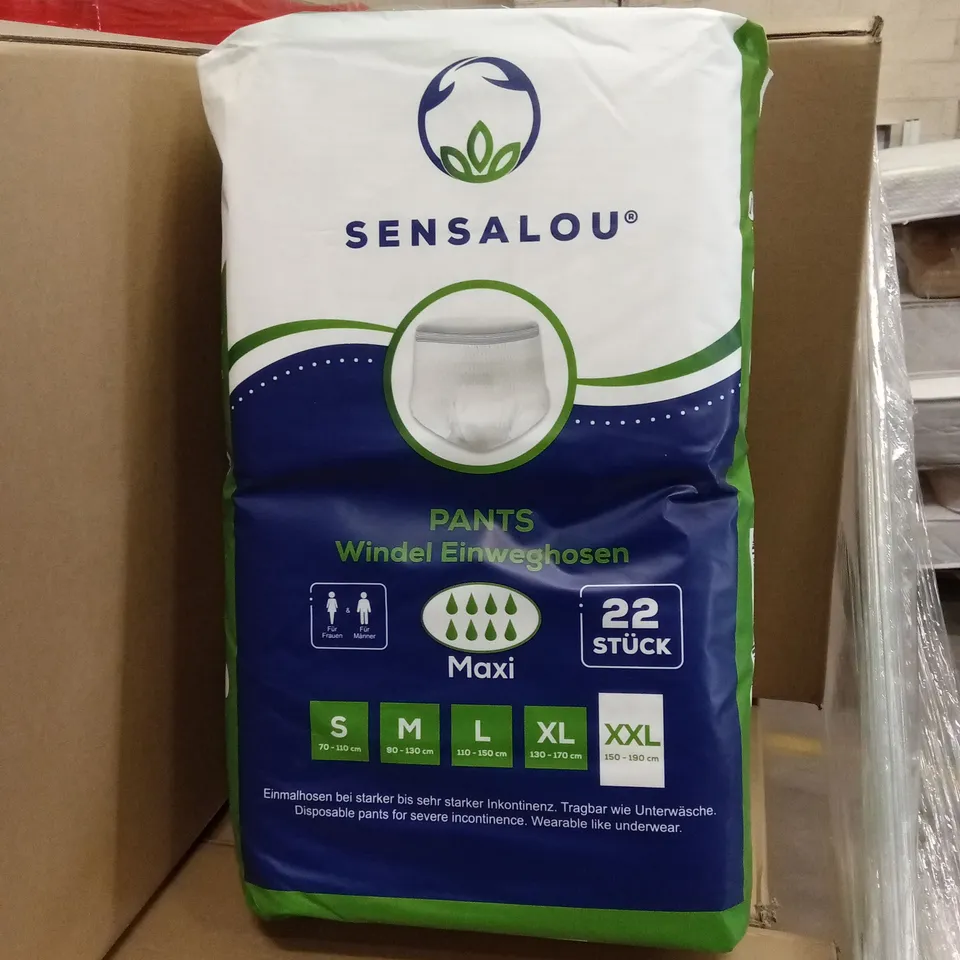 SENSALOU®
PANTS
Windel Einweghosen
&
Für Frauen
Für Männer
Maxi
22
STÜCK
S
70 - 110 cm
M
80 - 130 cm
L
110 - 150 cm
XL
130 - 170 cm
XXL
150 - 190 cm
Einmalhosen bei starker bis sehr starker Inkontinenz. Tragbar wie Unterwäsche.
Disposable pants for severe incontinence. Wearable like underwear.